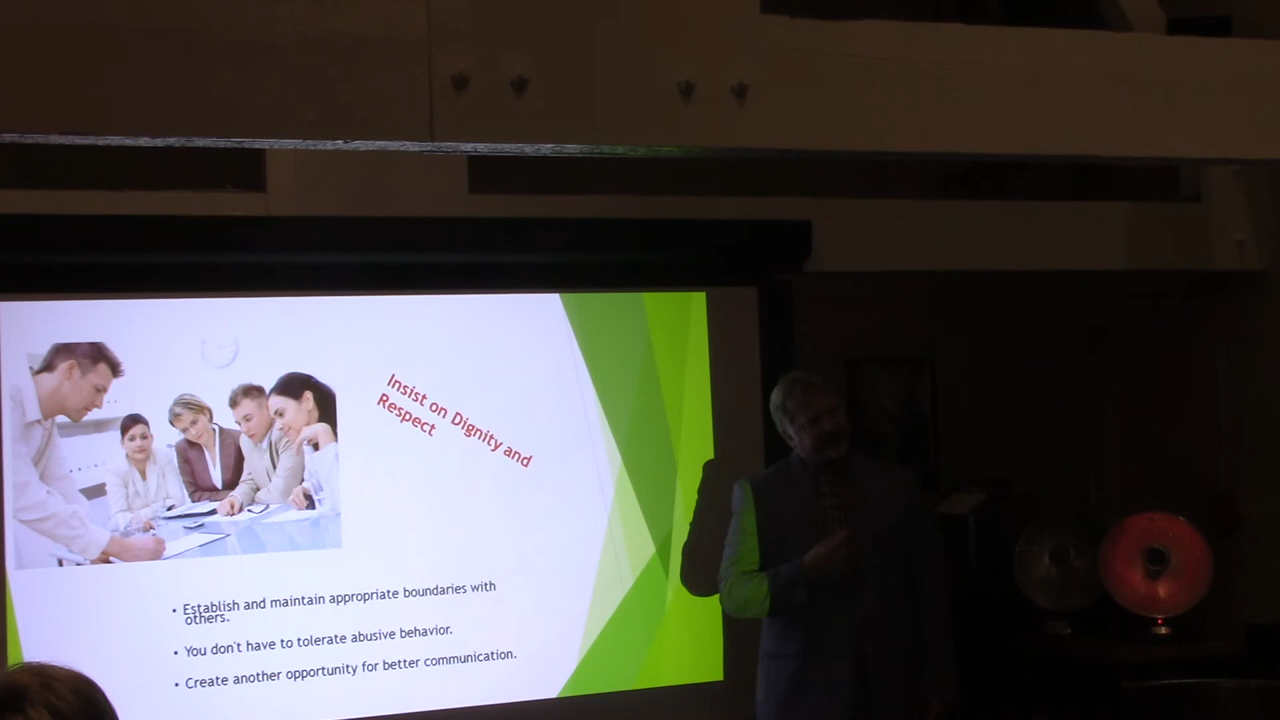 Insist on Dignity and
Respect
• Establish and maintain appropriate boundaries with
others.
• You don't have to tolerate abusive behavior.
• Create another opportunity for better communication.